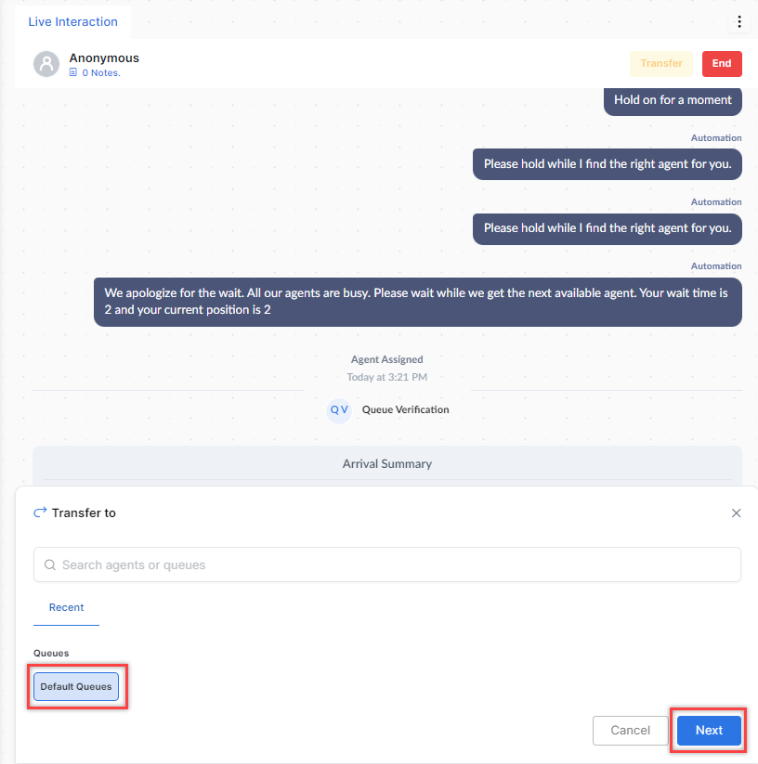 Live Interaction
Anonymous
0 Notes.
Transfer
End
Hold on for a moment
Automation
Please hold while I find the right agent for you.
Automation
Please hold while I find the right agent for you.
Automation
We apologize for the wait. All our agents are busy. Please wait while we get the next available agent. Your wait time is
2 and your current position is 2
Agent Assigned
Today at 3:21 PM
Q V Queue Verification
Arrival Summary
Transfer to
Search agents or queues
Recent
Queues
Default Queues
Cancel
Next